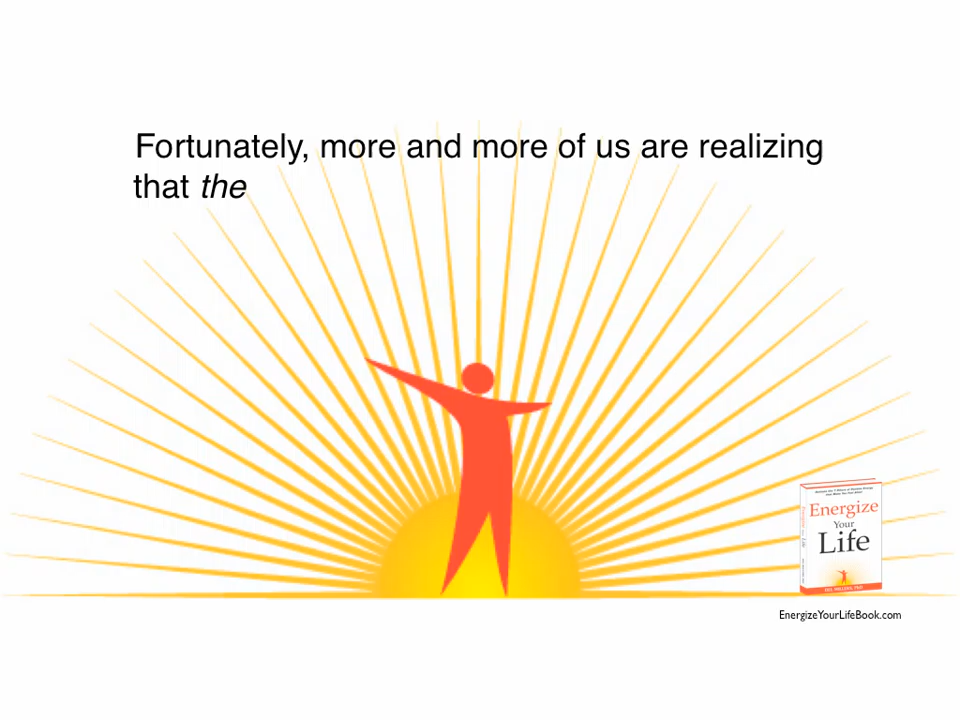 Fortunately, more and more of us are realizing
that the
Energize
Your
Life
EnergizeYourLifeBook.com